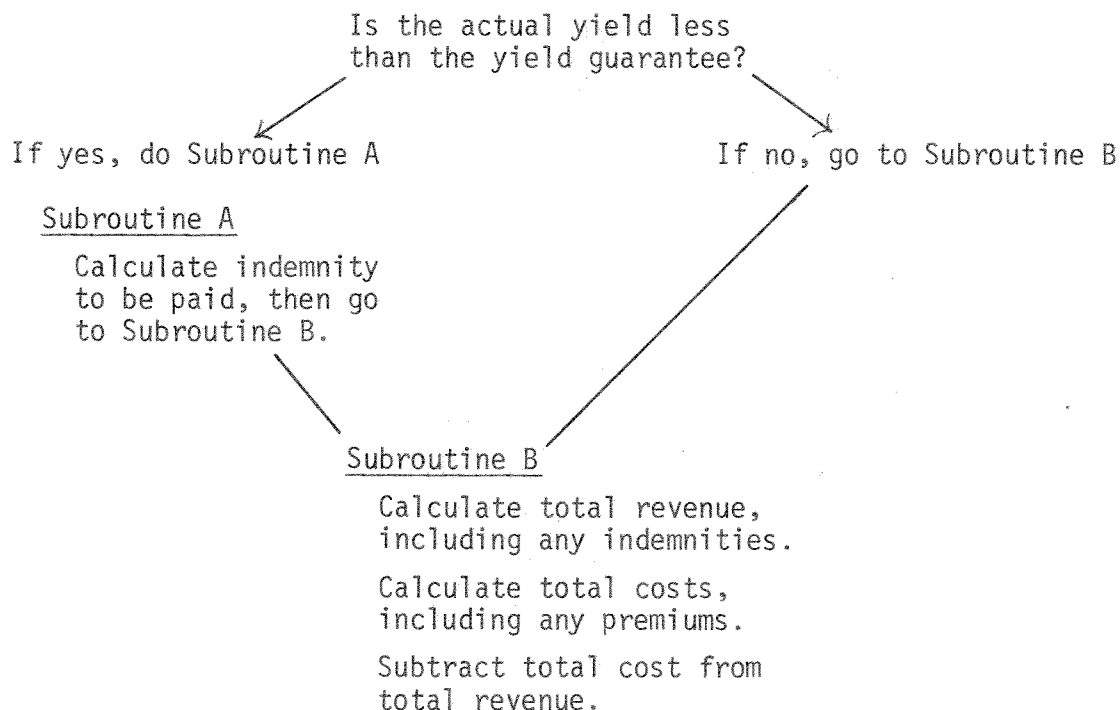 Is the actual yield less
than the yield guarantee?
If yes, do Subroutine A
If no, go to Subroutine B
Subroutine A
Calculate indemnity
to be paid, then go
to Subroutine B.
Subroutine B
Calculate total revenue,
including any indemnities.
Calculate total costs,
including any premiums.
Subtract total cost from
total revenue.